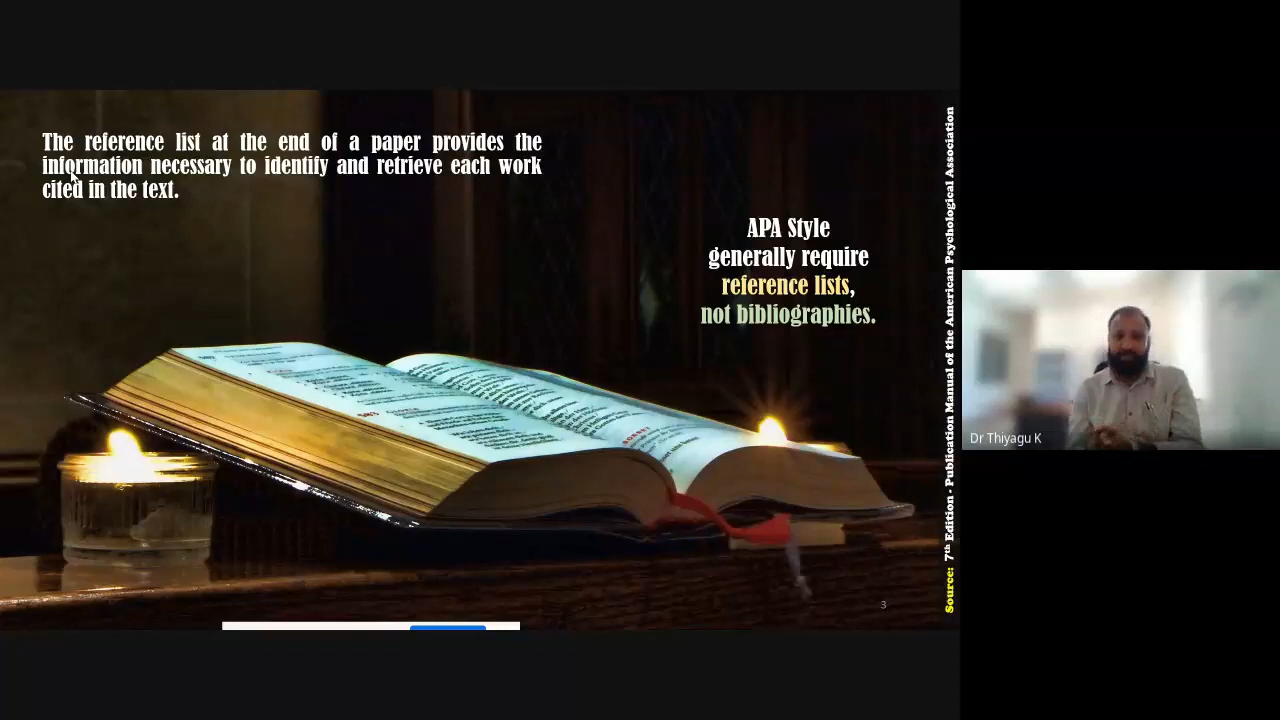 The reference list at the end of a paper provides the
information necessary to identify and retrieve each work
cited in the text.
APA Style
generally require
reference lists,
not bibliographies.
Source: 7th Edition - Publication Manual of the American Psychological Association
3
Dr Thiyagu K